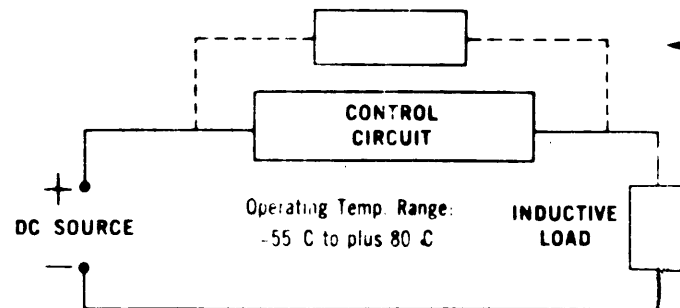 CONTROL
CIRCUIT
+
DC SOURCE
−
Operating Temp. Range:
-55 C to plus 80 C
INDUCTIVE
LOAD